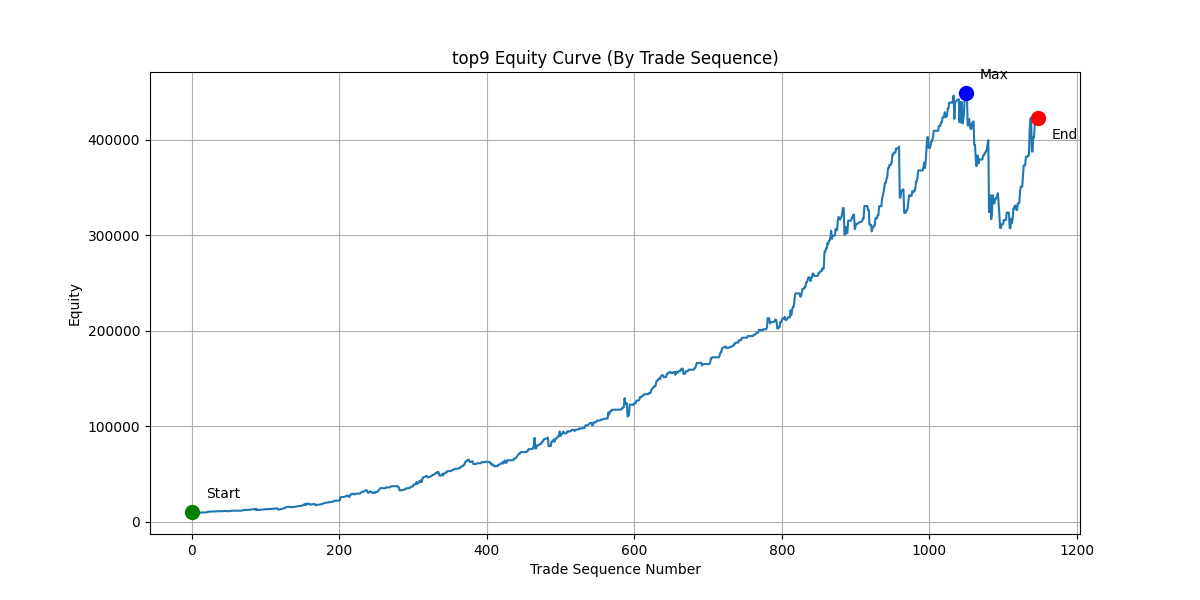 top9 Equity Curve (By Trade Sequence)
Max
End
Start
400000
300000
200000
100000
0
Equity
0 200 400 600 800 1000 1200
Trade Sequence Number